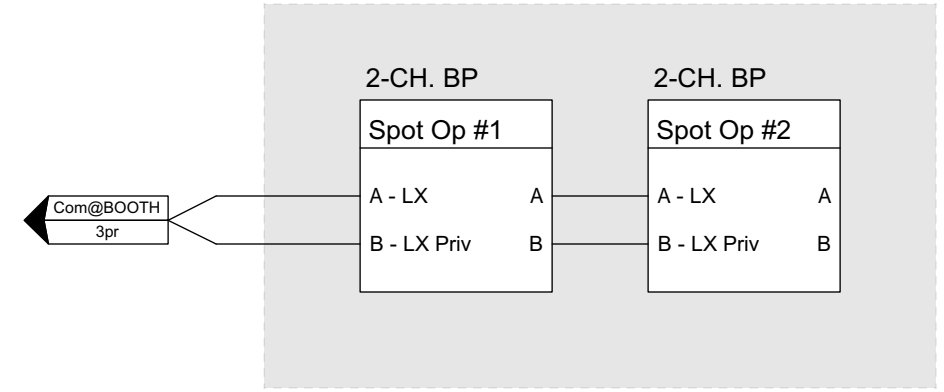 2-CH. BP
2-CH. BP
Spot Op #1
Spot Op #2
Com@BOOTH
3pr
A - LX A
B - LX Priv B
A - LX A
B - LX Priv B